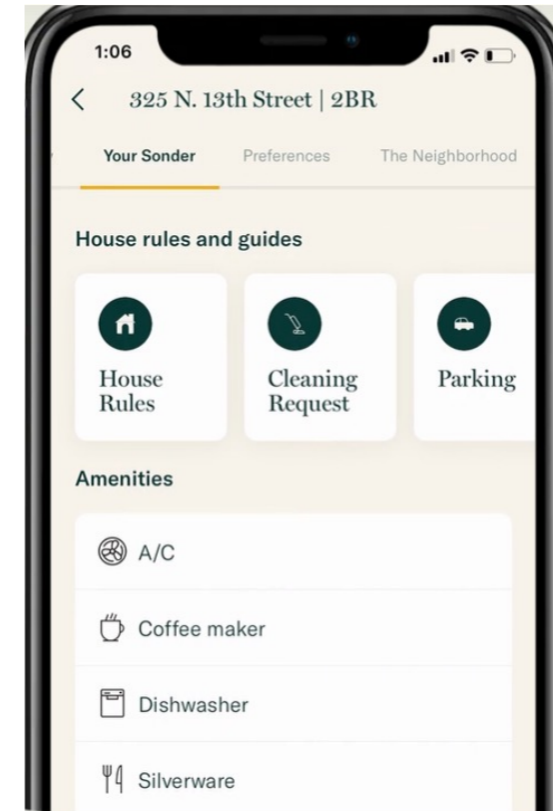 1:06
325 N. 13th Street | 2BR
Your Sonder
Preferences
The Neighborhood
House rules and guides
House
Rules
Cleaning
Request
Parking
Amenities
A/C
Coffee maker
Dishwasher
Silverware